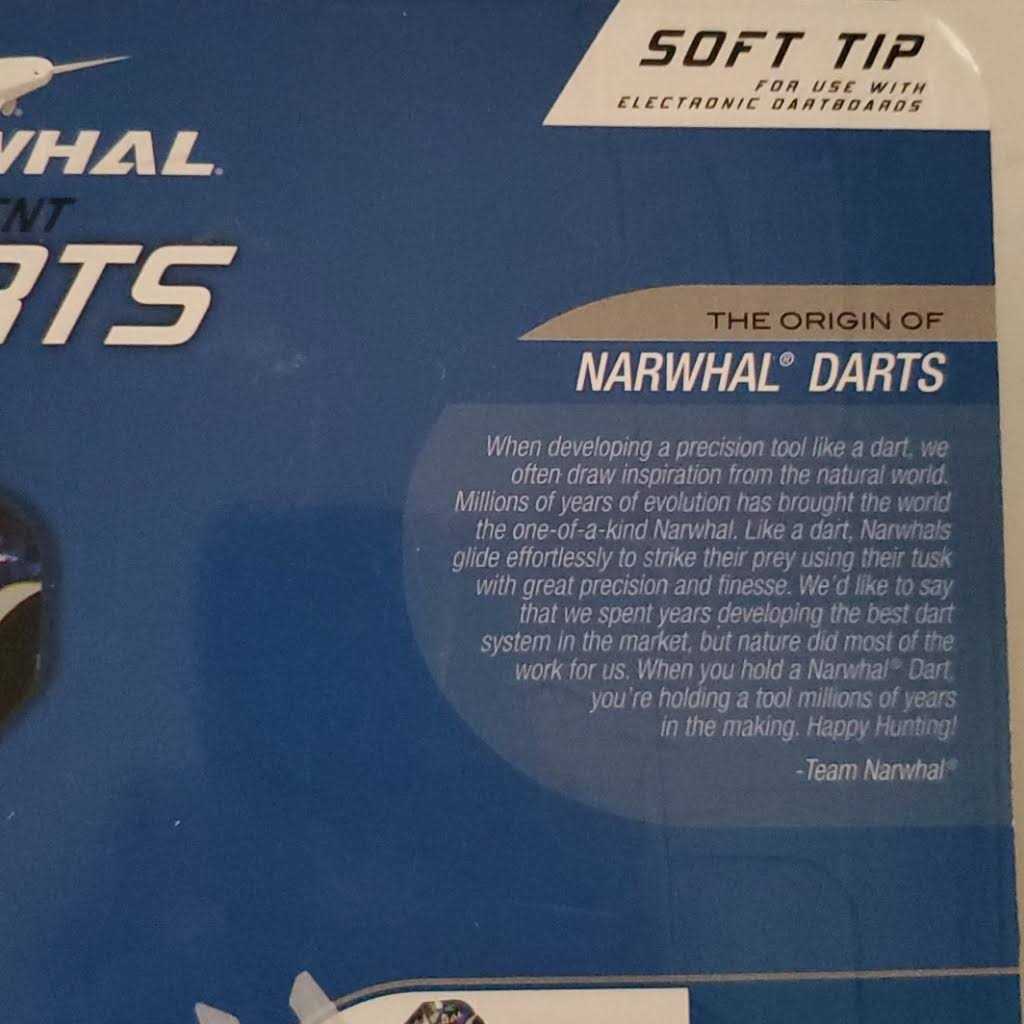 SOFT TIP
FOR USE WITH
ELECTRONIC DARTBOARDS
WHAL
ENT
RTS
THE ORIGIN OF
NARWHAL® DARTS
When developing a precision tool like a dart, we
often draw inspiration from the natural world.
Millions of years of evolution has brought the world
the one-of-a-kind Narwhal. Like a dart, Narwhals
glide effortlessly to strike their prey using their tusk
with great precision and finesse. We'd like to say
that we spent years developing the best dart
system in the market, but nature did most of the
work for us. When you hold a Narwhal® Dart,
you're holding a tool millions of years
in the making. Happy Hunting!
-Team Narwhal®